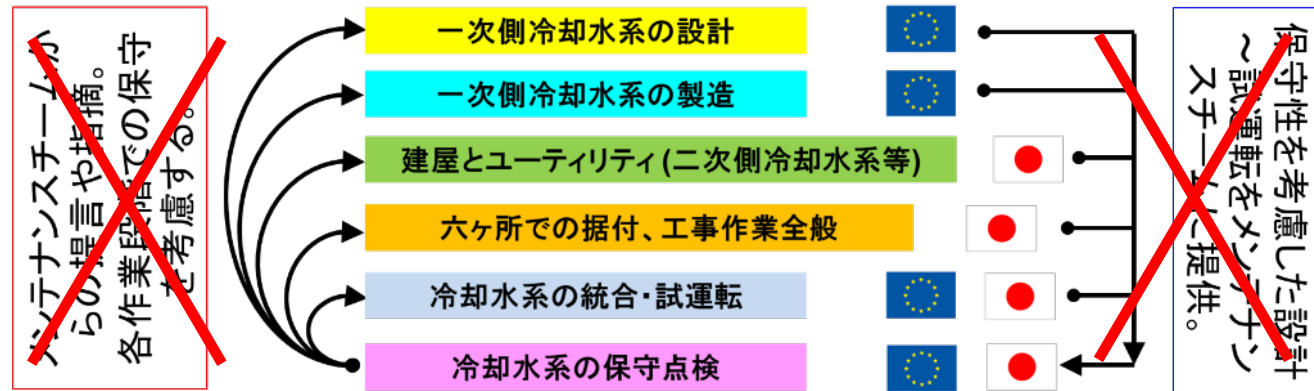 メンテナンスチームか
らの提言や指摘。
各作業段階での保守
を考慮する。
一次側冷却水系の設計
一次側冷却水系の製造
建屋とユーティリティ(二次側冷却水系等)
六ヶ所での据付、工事作業全般
冷却水系の統合・試運転
冷却水系の保守点検
保守性を考慮した設計
～試運転をメンテナン
スチームに提供。